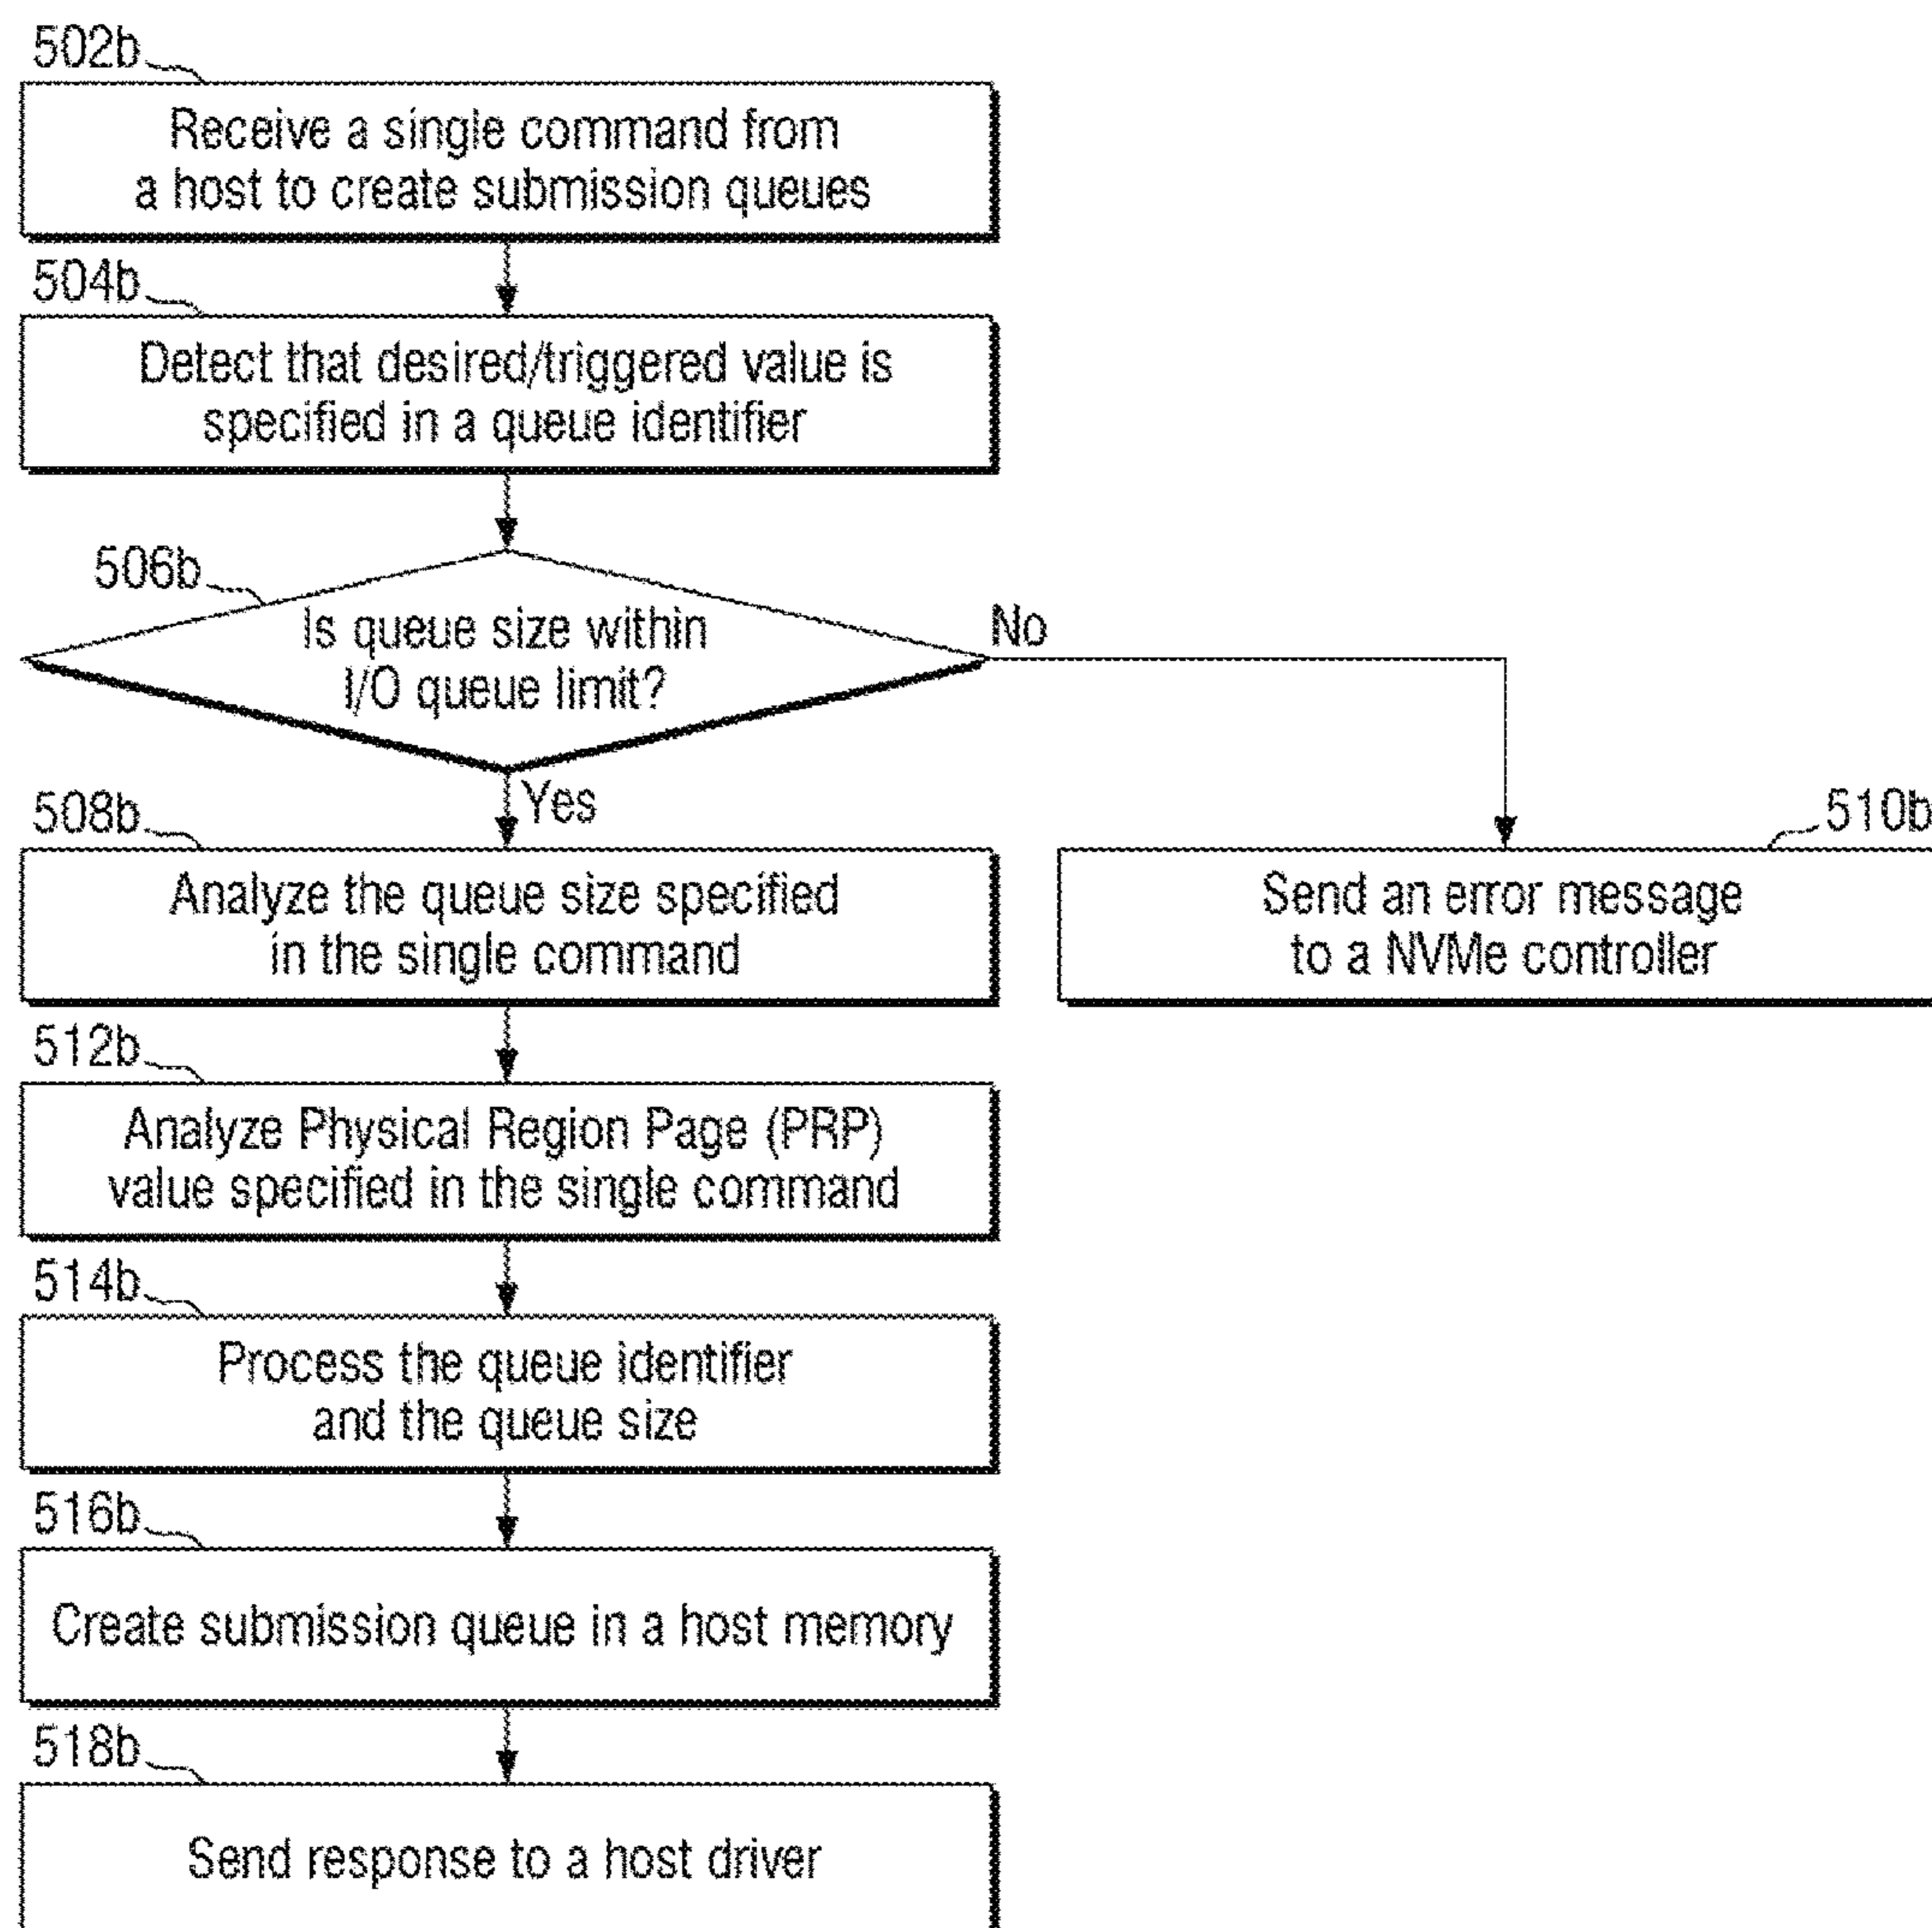 502b
Receive a single command from
a host to create submission queues
504b
Detect that desired/triggered value is
specified in a queue identifier
506b
Is queue size within
I/O queue limit?
No
Yes
508b
Analyze the queue size specified
in the single command
510b
Send an error message
to a NVMe controller
512b
Analyze Physical Region Page (PRP)
value specified in the single command
514b
Process the queue identifier
and the queue size
516b
Create submission queue in a host memory
518b
Send response to a host driver